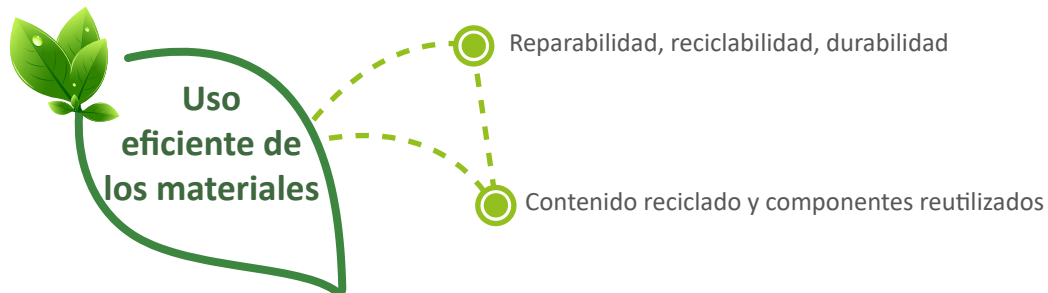 Uso
eficiente de
los materiales
Reparabilidad, reciclabilidad, durabilidad
Contenido reciclado y componentes reutilizados